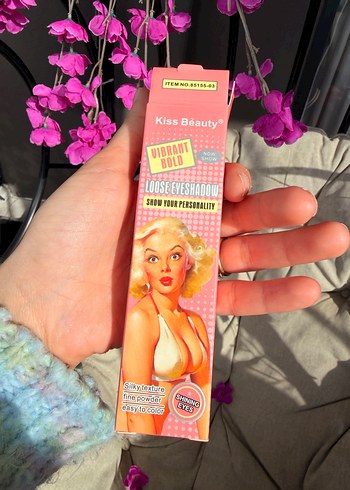 ITEM NO.:65155-03
Kiss Beauty®
VIBRANT
BOLD
LOOSE EYESHADOW
SHOW YOUR PERSONALITY
Silky texture
fine powder
easy to color
SHINING
EYES